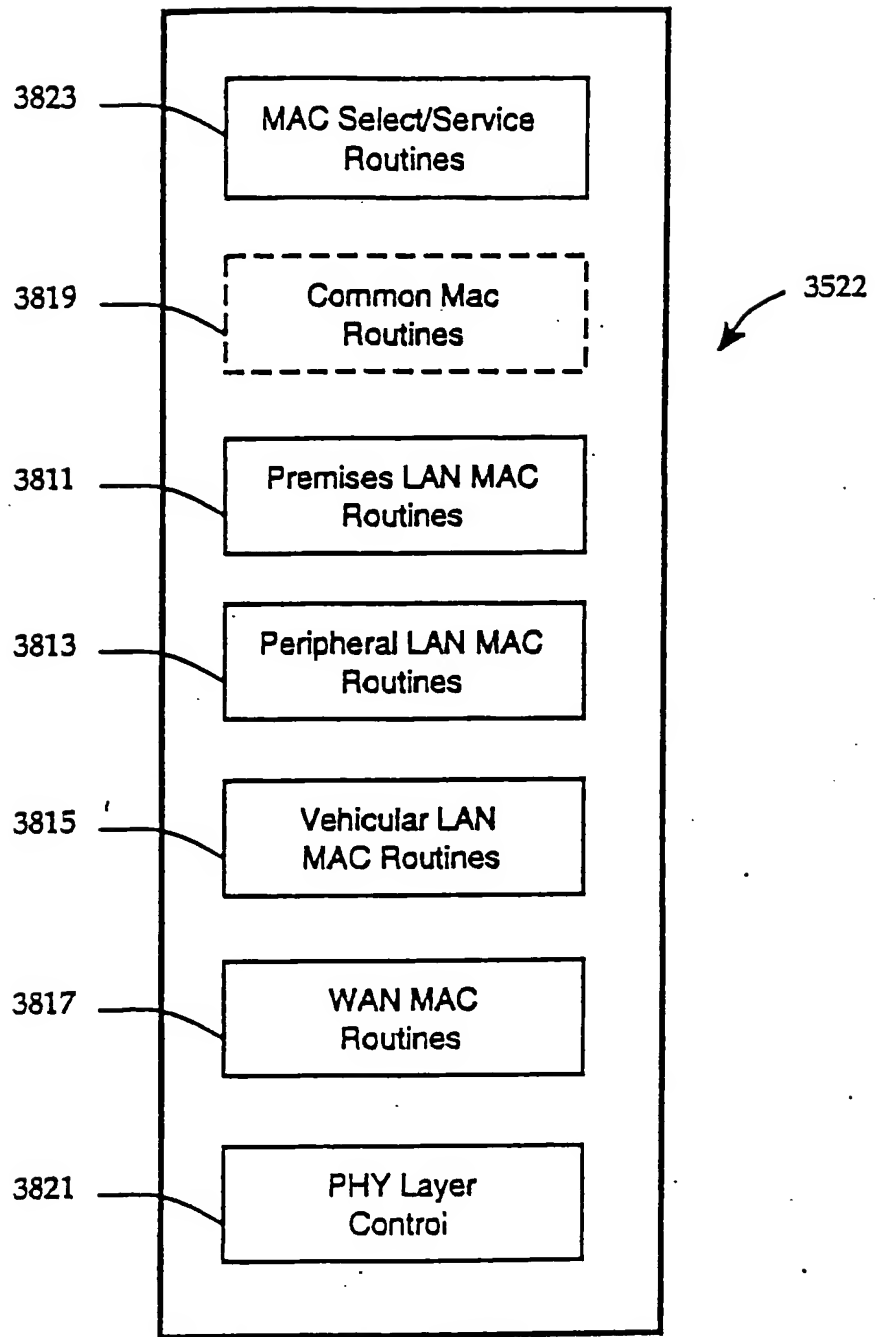 3823
MAC Select/Service
Routines
3819
Common Mac
Routines
3522
3811
Premises LAN MAC
Routines
3813
Peripheral LAN MAC
Routines
3815
Vehicular LAN
MAC Routines
3817
WAN MAC
Routines
3821
PHY Layer
Control